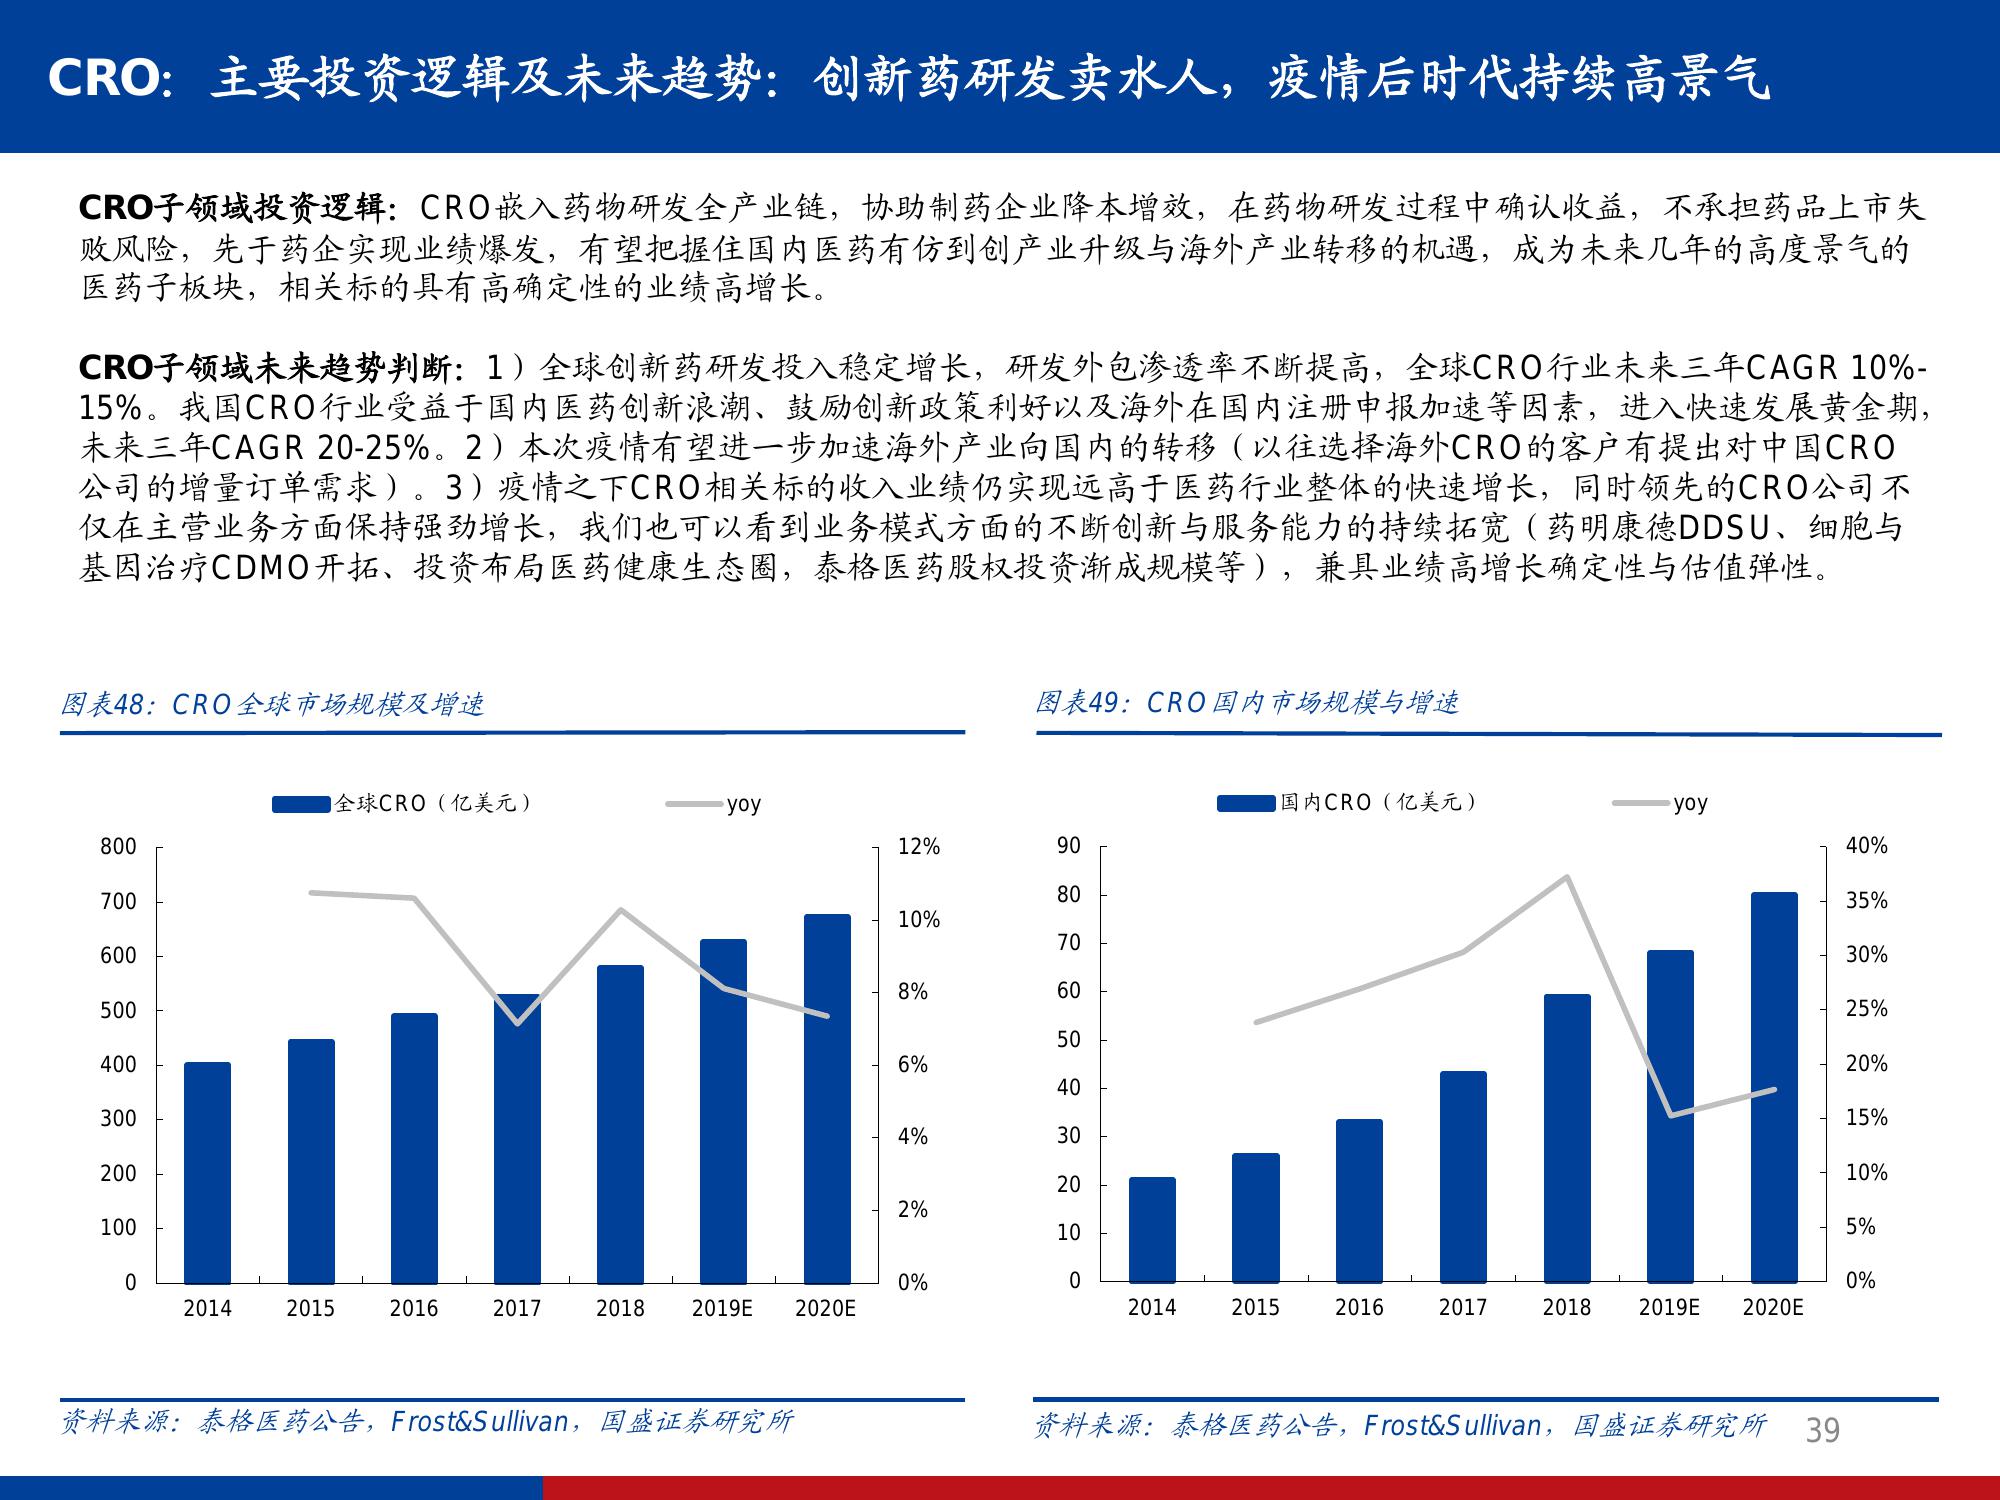 CRO：主要投资逻辑及未来趋势：创新药研发卖水人，疫情后时代持续高景气
CRO子领域投资逻辑：CRO嵌入药物研发全产业链，协助制药企业降本增效，在药物研发过程中确认收益，不承担药品上市失
败风险，先于药企实现业绩爆发，有望把握住国内医药有仿到创产业升级与海外产业转移的机遇，成为未来几年的高度景气的
医药子板块，相关标的具有高确定性的业绩高增长。
CRO子领域未来趋势判断：1）全球创新药研发投入稳定增长，研发外包渗透率不断提高，全球CRO行业未来三年CAGR 10%-
15%。我国CRO行业受益于国内医药创新浪潮、鼓励创新政策利好以及海外在国内注册申报加速等因素，进入快速发展黄金期，
未来三年CAGR 20-25%。2）本次疫情有望进一步加速海外产业向国内的转移（以往选择海外CRO的客户有提出对中国CRO
公司的增量订单需求）。3）疫情之下CRO相关标的收入业绩仍实现远高于医药行业整体的快速增长，同时领先的CRO公司不
仅在主营业务方面保持强劲增长，我们也可以看到业务模式方面的不断创新与服务能力的持续拓宽（药明康德DDSU、细胞与
基因治疗CDMO开拓、投资布局医药健康生态圈，泰格医药股权投资渐成规模等），兼具业绩高增长确定性与估值弹性。
图表48：CRO全球市场规模及增速
全球CRO（亿美元）
yoy
800
700
600
500
400
300
200
100
0
12%
10%
8%
6%
4%
2%
0%
2014
2015
2016
2017
2018
2019E
2020E
资料来源：泰格医药公告，Frost&Sullivan，国盛证券研究所
图表49：CRO国内市场规模与增速
国内CRO（亿美元）
yoy
90
80
70
60
50
40
30
20
10
0
40%
35%
30%
25%
20%
15%
10%
5%
0%
2014
2015
2016
2017
2018
2019E
2020E
资料来源：泰格医药公告，Frost&Sullivan，国盛证券研究所
39